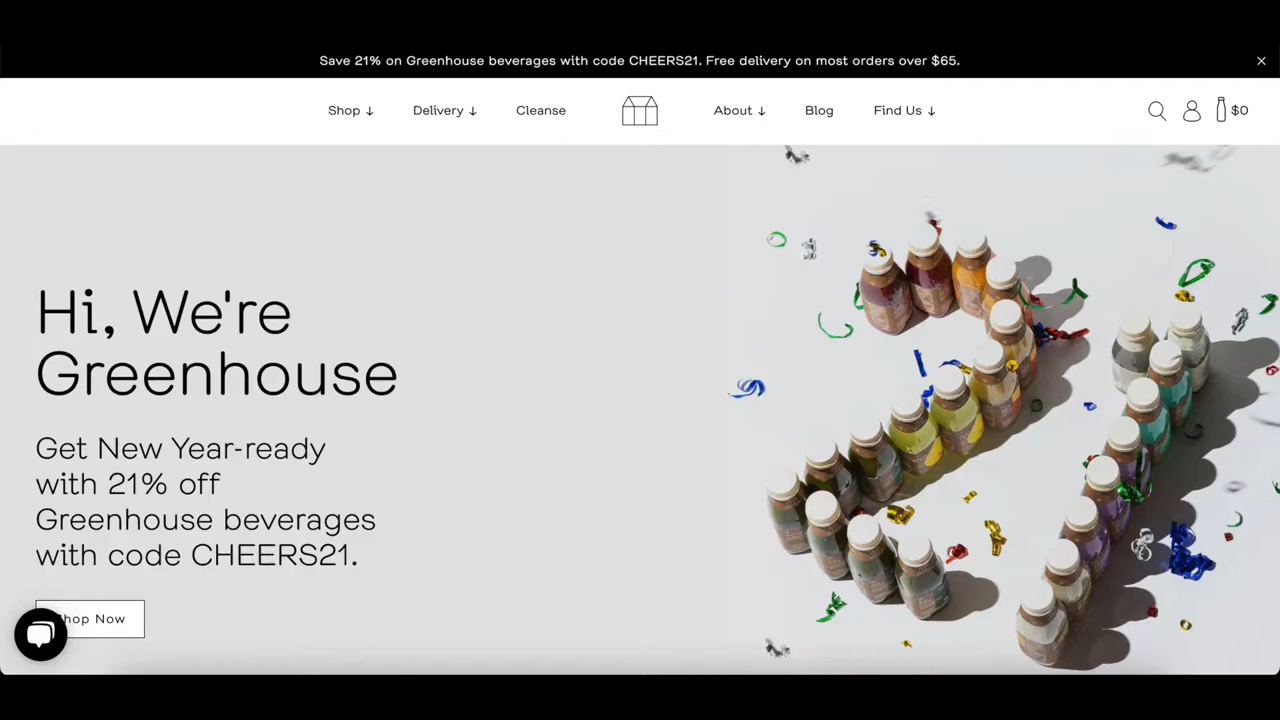 Save 21% on Greenhouse beverages with code CHEERS21. Free delivery on most orders over $65.
Shop ↓ Delivery ↓ Cleanse About ↓ Blog Find Us ↓ $0
Hi, We're
Greenhouse
Get New Year-ready
with 21% off
Greenhouse beverages
with code CHEERS21.
Shop Now